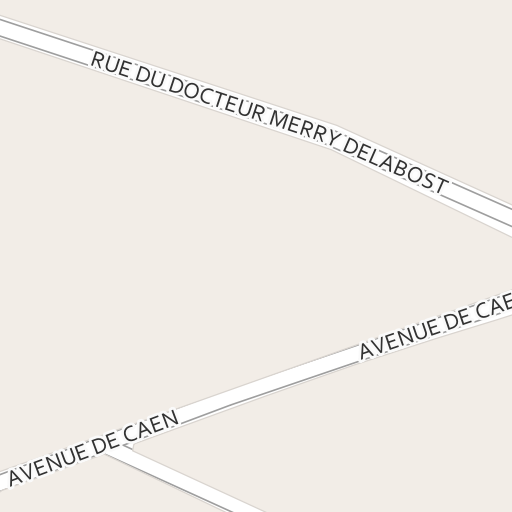 RUE DU DOCTEUR MERRY DELABOST
AVENUE DE CAE
AVENUE DE CAEN